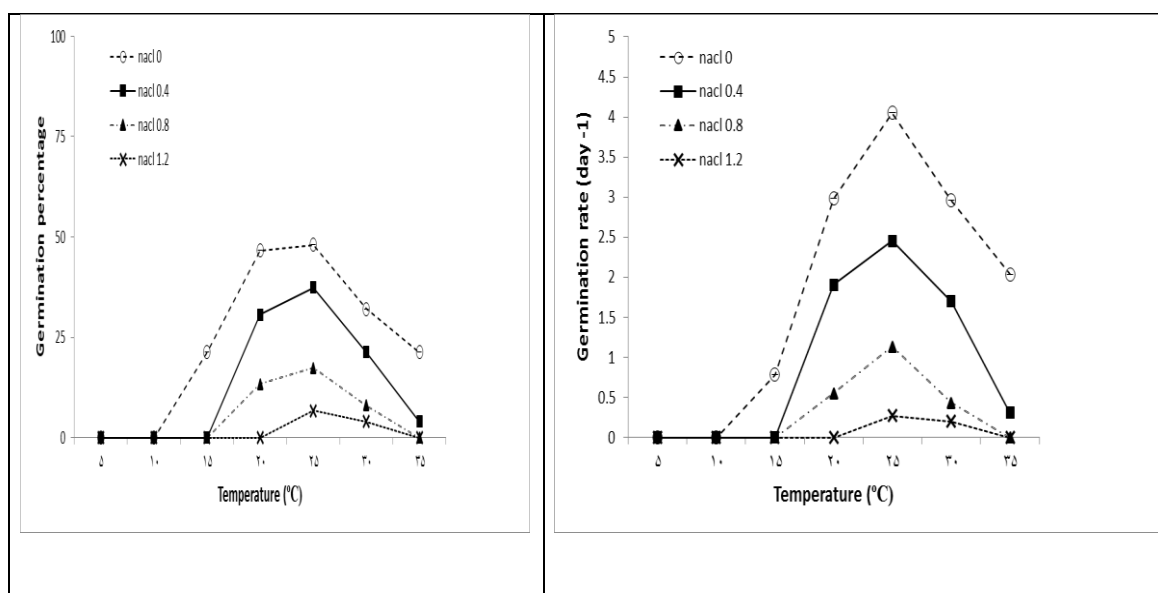 100
75
50
25
0
nacl 0
nacl 0.4
nacl 0.8
nacl 1.2
Germination percentage
۵ ۱۰ ۱۵ ۲۰ ۲۵ ۳۰ ۳۵
Temperature (°C)
5
4.5
4
3.5
3
2.5
2
1.5
1
0.5
0
nacl 0
nacl 0.4
nacl 0.8
nacl 1.2
Germination rate (day -1)
۵ ۱۰ ۱۵ ۲۰ ۲۵ ۳۰ ۳۵
Temperature (°C)